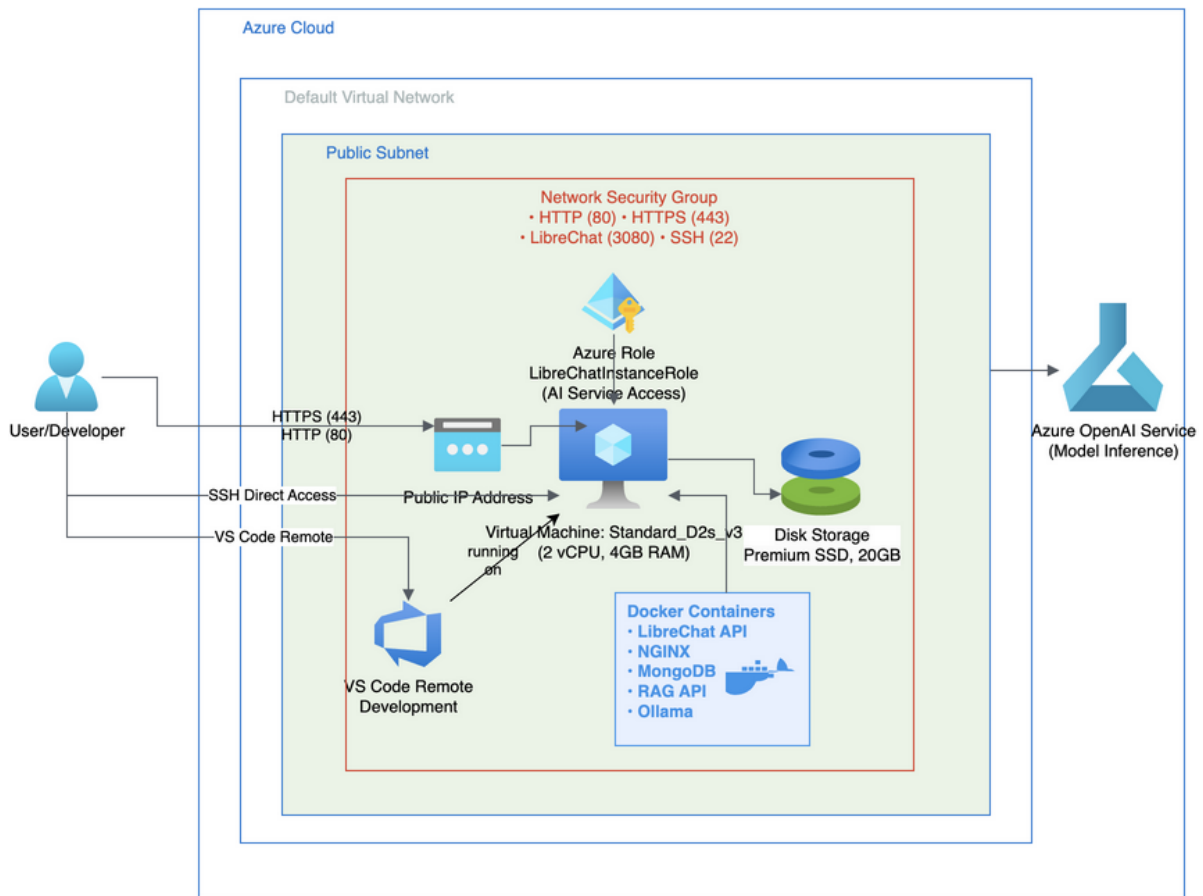 Azure Cloud
Default Virtual Network
Public Subnet
Network Security Group
• HTTP (80) • HTTPS (443)
• LibreChat (3080) • SSH (22)
Azure Role
LibreChatInstanceRole
(AI Service Access)
User/Developer
HTTPS (443)
HTTP (80)
Public IP Address
SSH Direct Access
VS Code Remote
Virtual Machine: Standard_D2s_v3
(2 vCPU, 4GB RAM)
running
on
Disk Storage
Premium SSD, 20GB
Azure OpenAI Service
(Model Inference)
VS Code Remote
Development
Docker Containers
• LibreChat API
• NGINX
• MongoDB
• RAG API
• Ollama